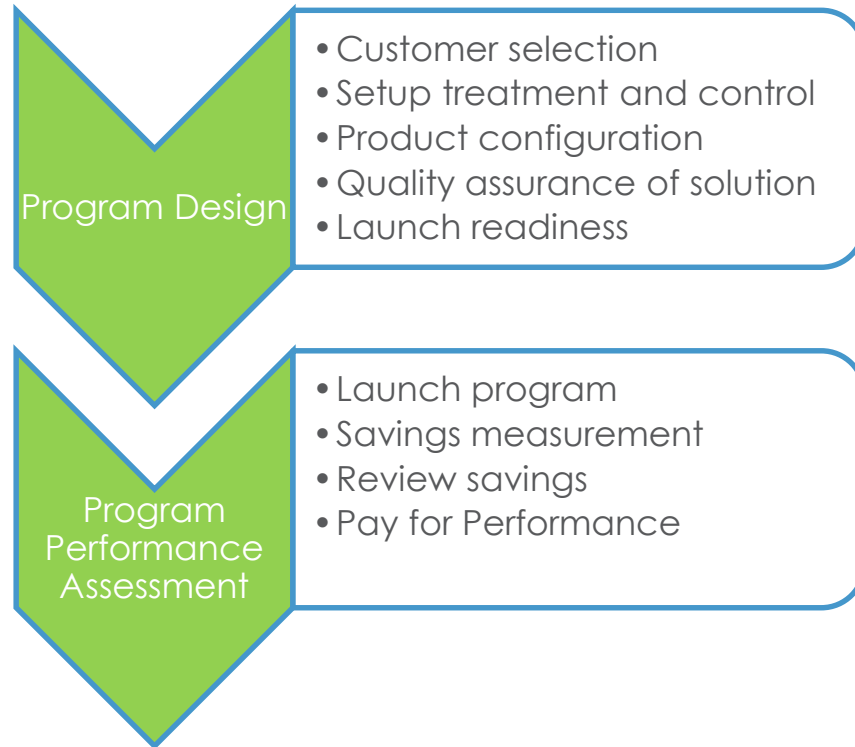 Program Design
• Customer selection
• Setup treatment and control
• Product configuration
• Quality assurance of solution
• Launch readiness
Program
Performance
Assessment
• Launch program
• Savings measurement
• Review savings
• Pay for Performance